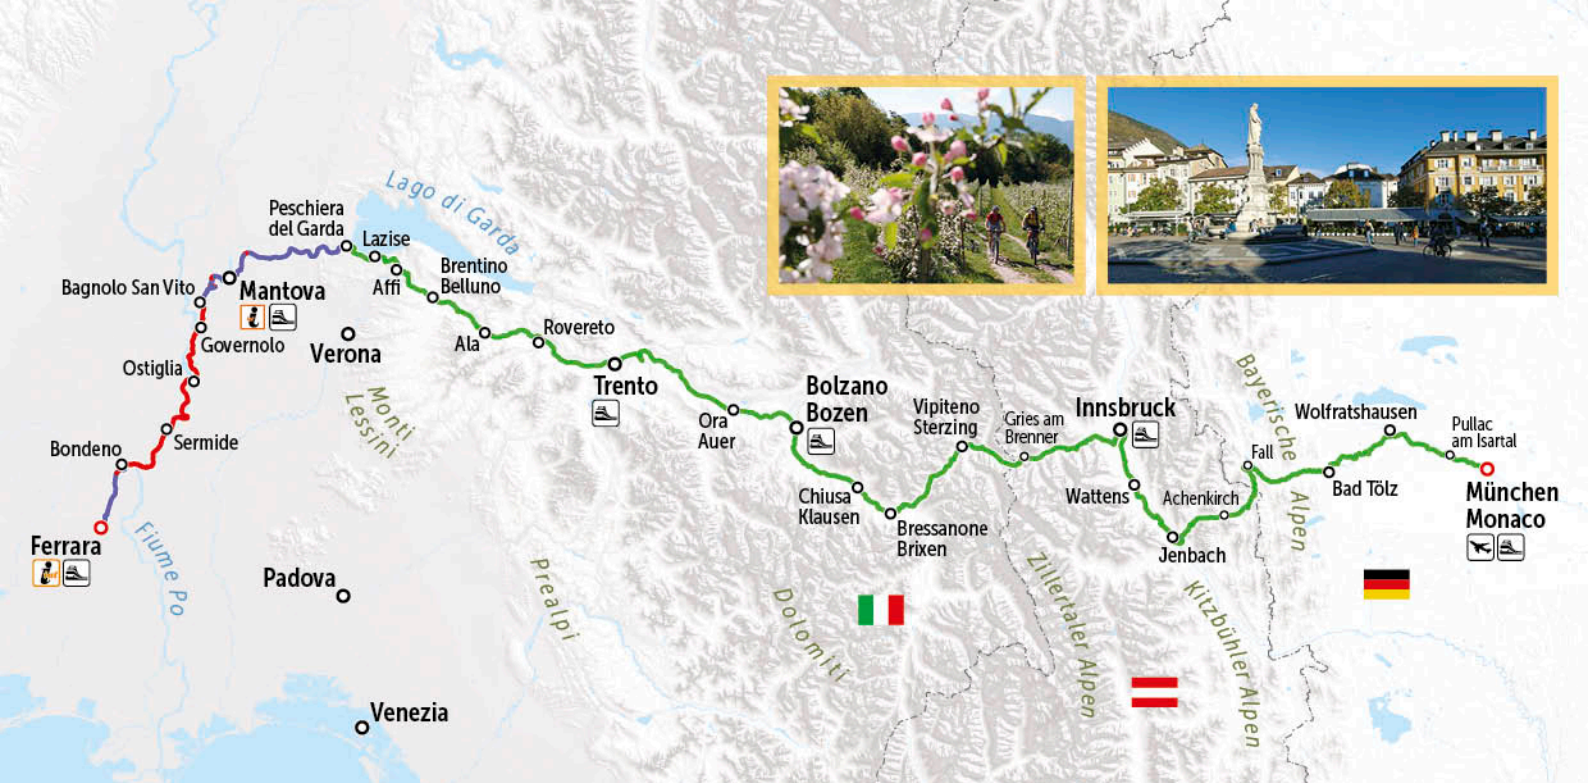 Lago di Garda
Peschiera
del Garda
Lazise
Affi
Brentino
Belluno
Bagnolo San Vito
Mantova
Governolo
Verona
Ala
Rovereto
Ostiglia
Trento
Monti
Lessini
Bolzano
Bozen
Ora
Auer
Vipiteno
Sterzing
Gries am
Brenner
Innsbruck
Bayerische Alpen
Wolfratshausen
Pullac
am Isartal
Bondeno
Sermide
Fall
Bad Tölz
Chiusa
Klausen
Wattens
Achenkirch
München
Monaco
Bressanone
Brixen
Jenbach
Ferrara
Fiume Po
Padova
Prealpi
Dolomiti
Zillertaler Alpen
Kitzbühler Alpen
Venezia